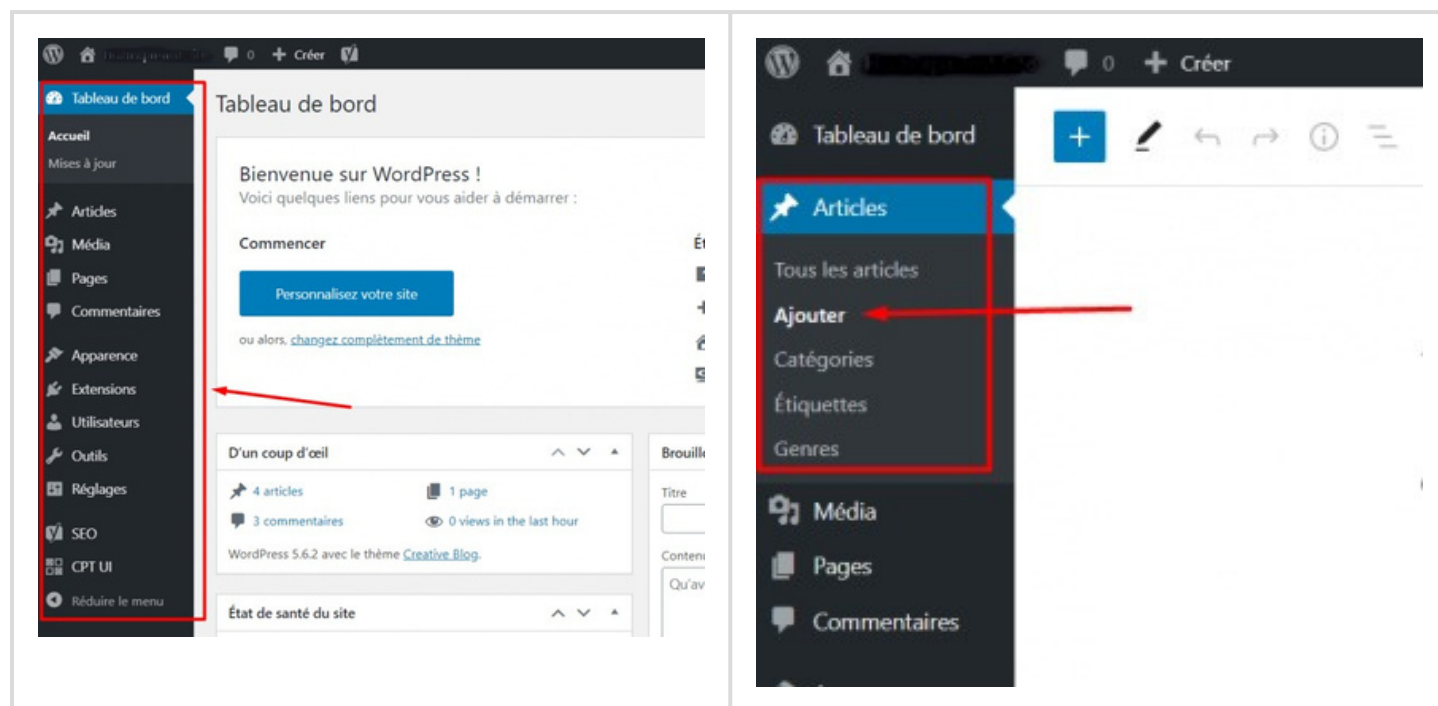 0 + Créer
Tableau de bord
Accueil
Mises à jour
Articles
Média
Pages
Commentaires
Apparence
Extensions
Utilisateurs
Outils
Réglages
SEO
CPT UI
Réduire le menu
Tableau de bord
Bienvenue sur WordPress !
Voici quelques liens pour vous aider à démarrer :
Commencer
Personnalisez votre site
ou alors, changez complètement de thème
D'un coup d'œil
4 articles
1 page
3 commentaires
0 views in the last hour
WordPress 5.6.2 avec le thème Creative Blog.
État de santé du site
Titre
0 + Créer
Tableau de bord
Articles
Tous les articles
Ajouter
Catégories
Étiquettes
Genres
Média
Pages
Commentaires